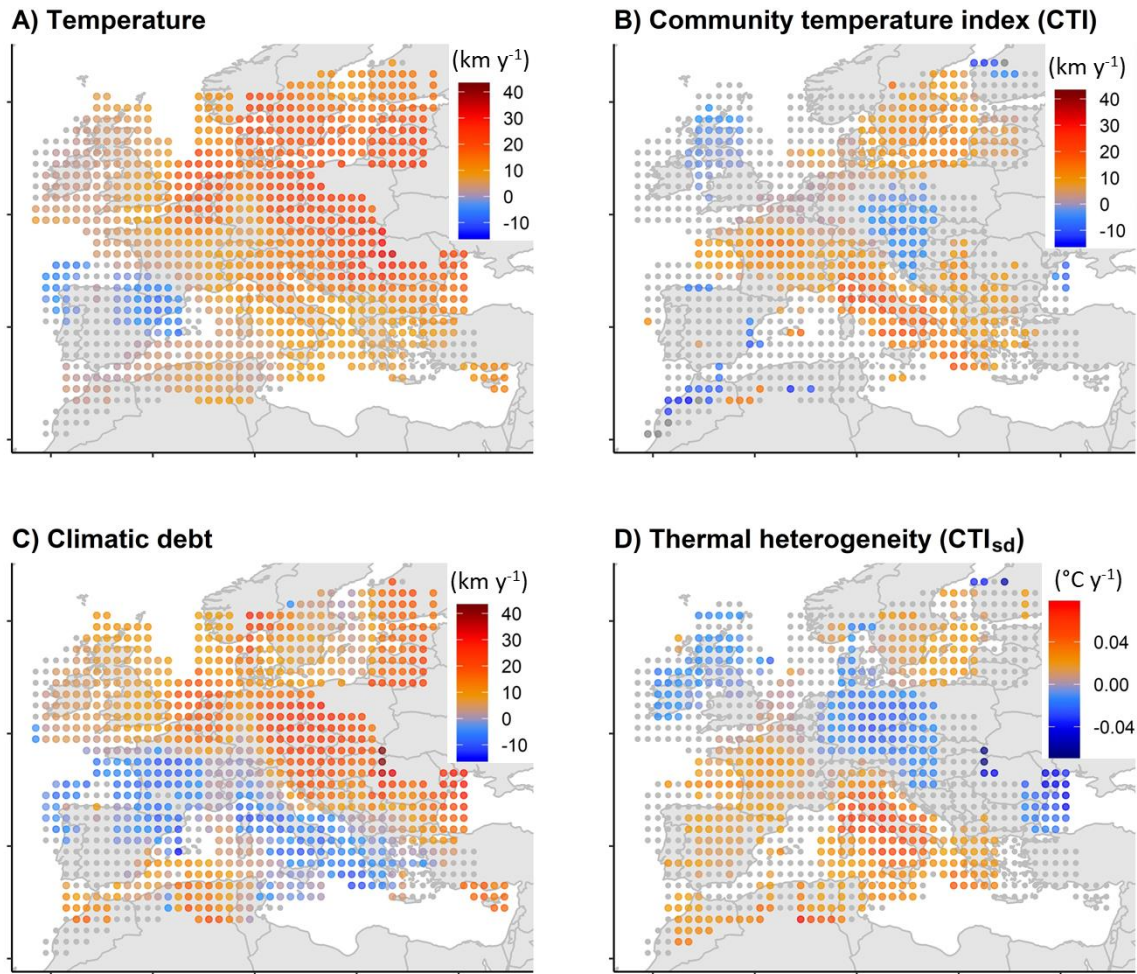 A) Temperature
(km y-1)
40
30
20
10
0
-10
B) Community temperature index (CTI)
(km y-1)
40
30
20
10
0
-10
C) Climatic debt
(km y-1)
40
30
20
10
0
-10
D) Thermal heterogeneity (CTIsd)
(°C y-1)
0.04
0.00
-0.04